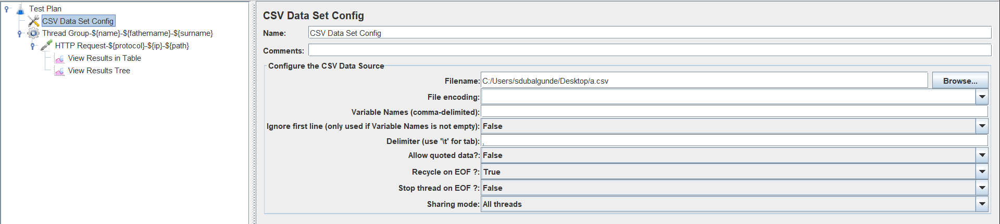 Test Plan
CSV Data Set Config
Thread Group-${name}-${fathername}-${surname}
HTTP Request-${protocol}-${ip}-${path}
View Results in Table
View Results Tree
CSV Data Set Config
Name: CSV Data Set Config
Comments:
Configure the CSV Data Source
Filename: C:/Users/sdubalgunde/Desktop/a.csv Browse...
File encoding:
Variable Names (comma-delimited):
Ignore first line (only used if Variable Names is not empty): False
Delimiter (use '\t' for tab): ,
Allow quoted data?: False
Recycle on EOF ?: True
Stop thread on EOF ?: False
Sharing mode: All threads